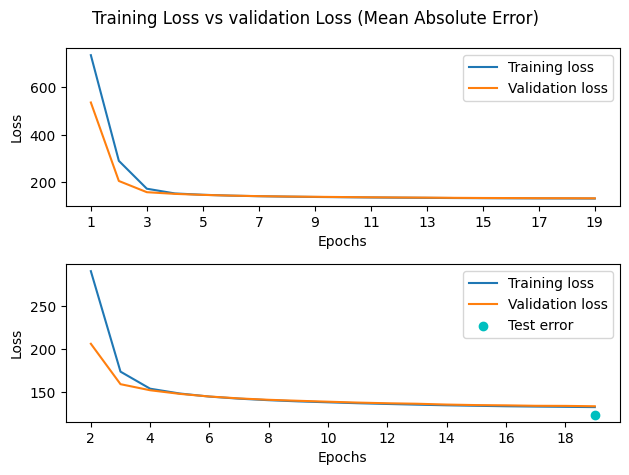 Training Loss vs validation Loss (Mean Absolute Error)
Training loss
Validation loss
Loss
600
400
200
1 3 5 7 9 11 13 15 17 19
Epochs
Training loss
Validation loss
Test error
Loss
250
200
150
2 4 6 8 10 12 14 16 18
Epochs